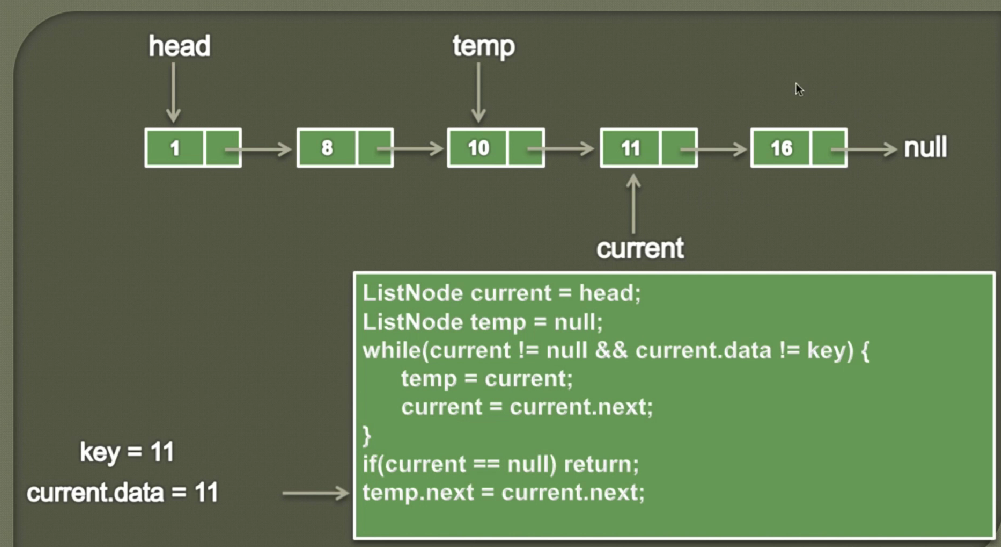 head temp
1 8 10 11 16 null
current
ListNode current = head;
ListNode temp = null;
while(current != null && current.data != key) {
temp = current;
current = current.next;
}
if(current == null) return;
temp.next = current.next;
key = 11
current.data = 11